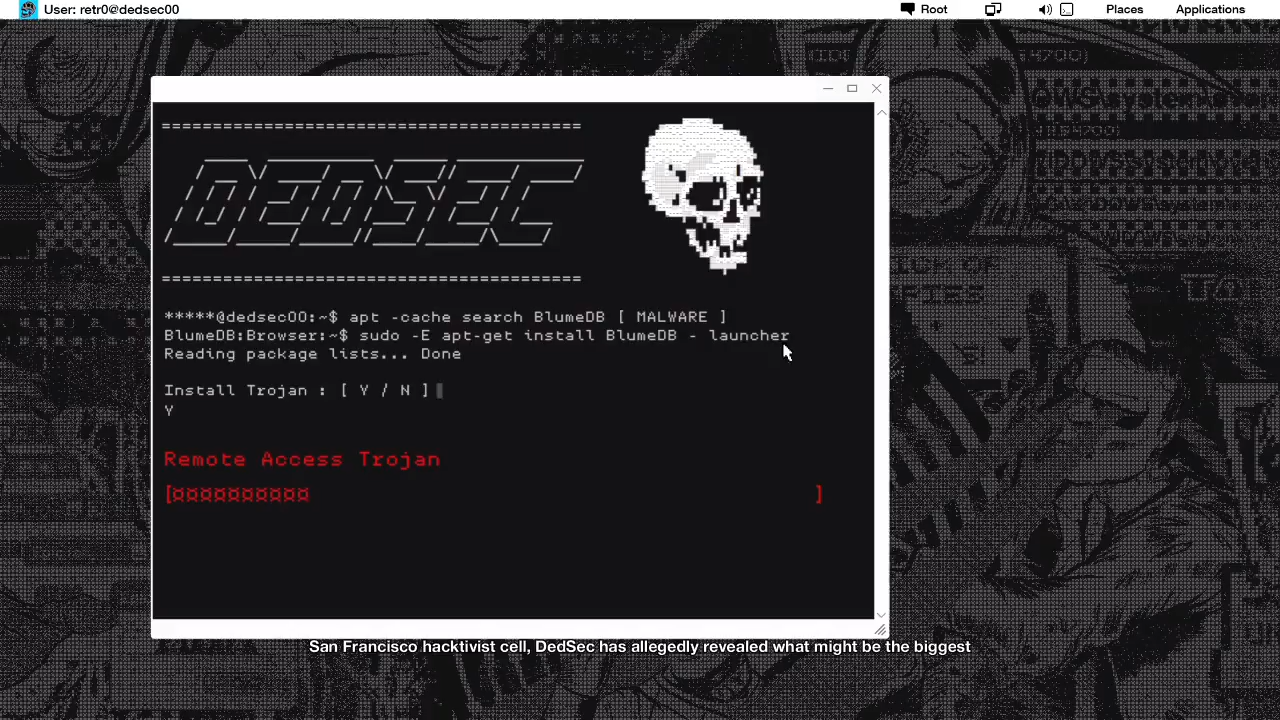 User: retr0@dedsec00
Root
Places
Applications
DEDSEC
*****@dedsec00:~$ apt -cache search BlumeDB [ MALWARE ]
BlumeDB:Browser:~$ sudo -E apt-get install BlumeDB - launcher
Reading package lists... Done
Install Trojan : [ Y / N ]
Y
Remote Access Trojan
[¤¤¤¤¤¤¤¤¤¤ ]
San Francisco hacktivist cell, DedSec has allegedly revealed what might be the biggest